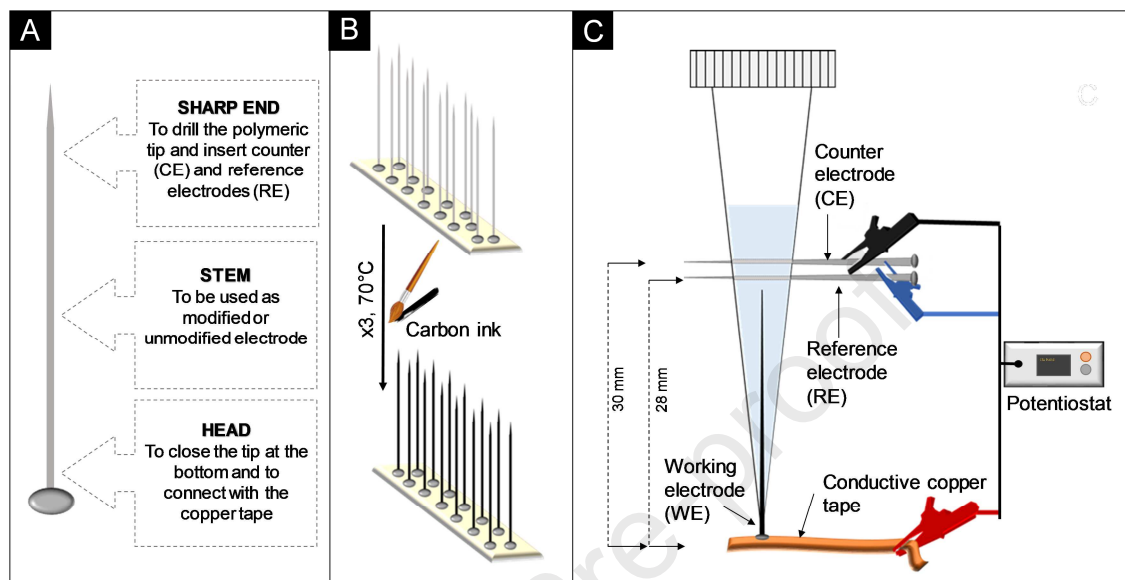 A
SHARP END
To drill the polymeric
tip and insert counter
(CE) and reference
electrodes (RE)
STEM
To be used as
modified or
unmodified electrode
HEAD
To close the tip at the
bottom and to
connect with the
copper tape
B
x3, 70°C
Carbon ink
C
C
Counter
electrode
(CE)
30 mm
28 mm
Reference
electrode
(RE)
Potentiostat
Working
electrode
(WE)
Conductive copper
tape
re proof